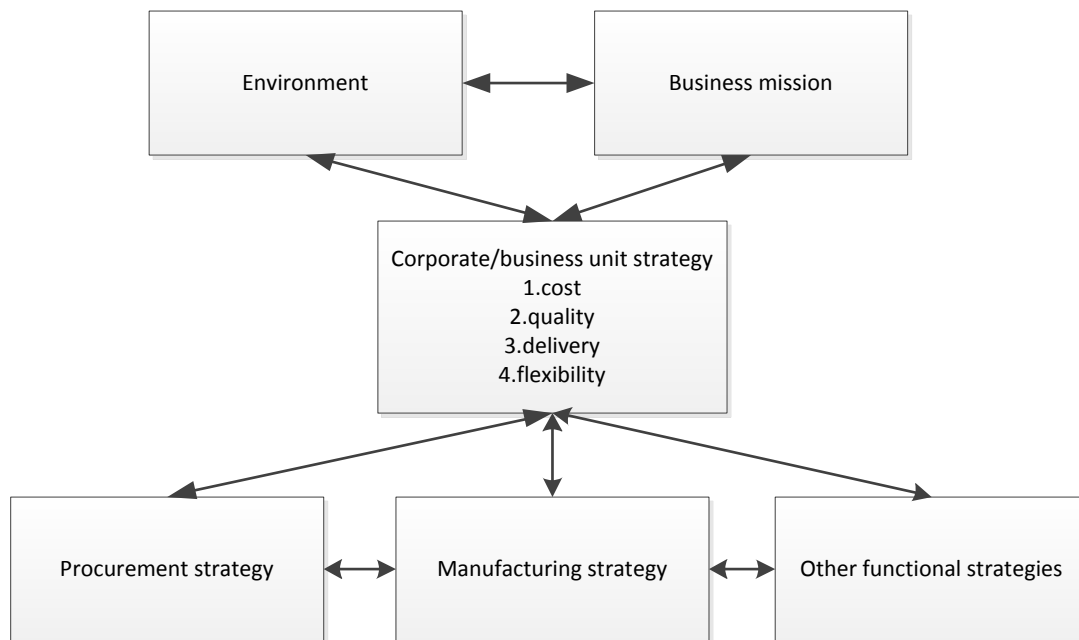 Environment
Business mission
Corporate/business unit strategy
1.cost
2.quality
3.delivery
4.flexibility
Procurement strategy
Manufacturing strategy
Other functional strategies